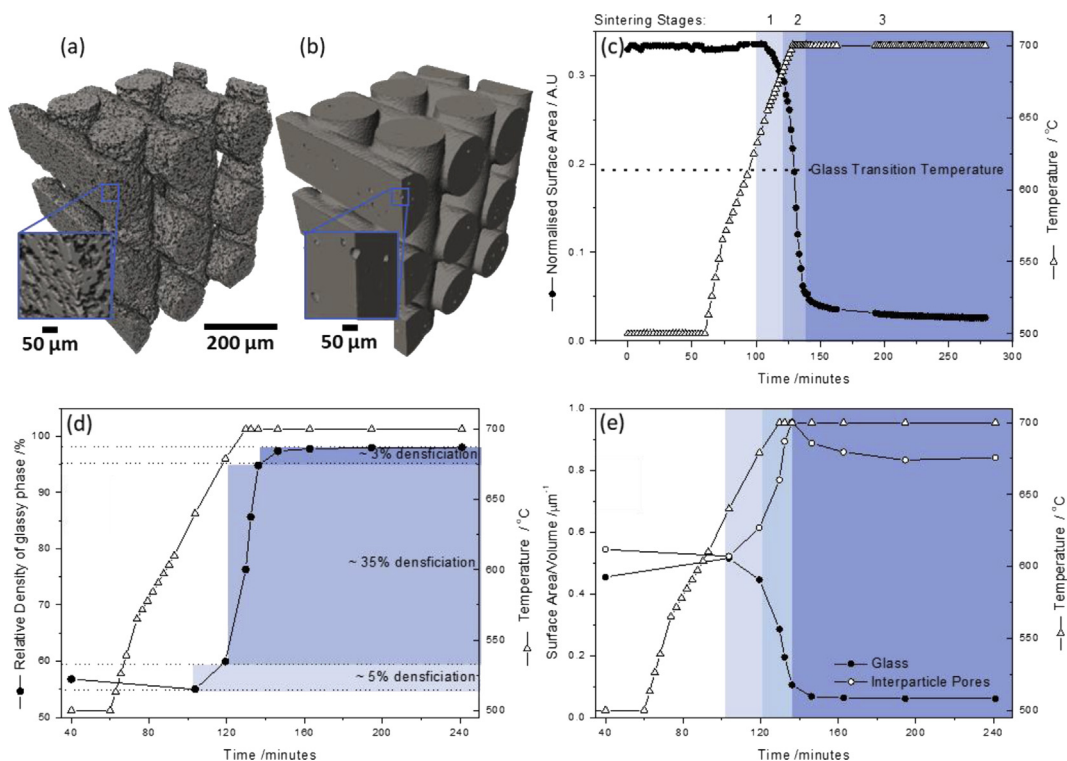 Sintering Stages: 1 2 3
(a)
(b)
50 µm
200 µm
50 µm
(c)
0.3
0.2
0.1
0.0
—●— Normalised Surface Area / A.U
Glass Transition Temperature
700
650
600
550
500
—△— Temperature / °C
0 50 100 150 200 250 300
Time /minutes
(d)
100
90
80
70
60
50
—●— Relative Density of glassy phase /%
~ 3% densficiation
~ 35% densficiation
~ 5% densficiation
700
650
600
550
500
—△— Temperature / °C
40 80 120 160 200 240
Time /minutes
(e)
1.0
0.8
0.6
0.4
0.2
0.0
Surface Area/Volume /µm⁻¹
Glass
Interparticle Pores
700
650
600
550
500
—△— Temperature / °C
40 80 120 160 200 240
Time /minutes